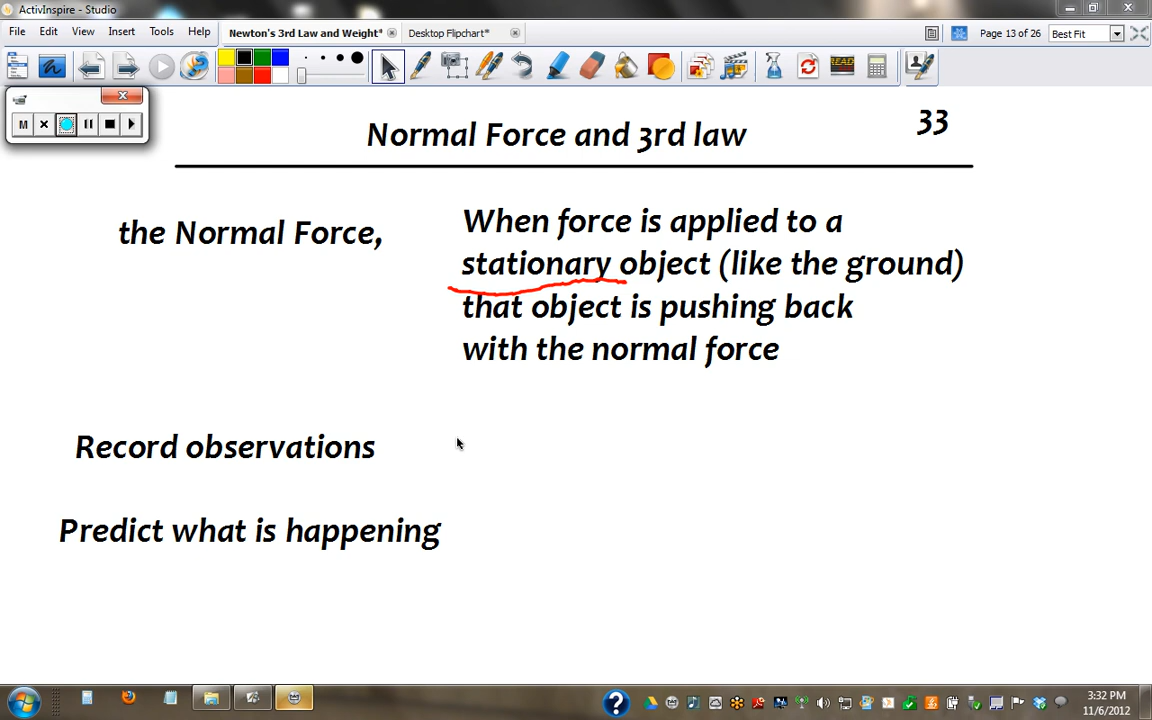 ActivInspire - Studio
File Edit View Insert Tools Help Newton's 3rd Law and Weight* Desktop Flipchart* Page 13 of 26 Best Fit
READ
M
Normal Force and 3rd law 33
the Normal Force,
When force is applied to a
stationary object (like the ground)
that object is pushing back
with the normal force
Record observations
Predict what is happening
3:32 PM
11/6/2012